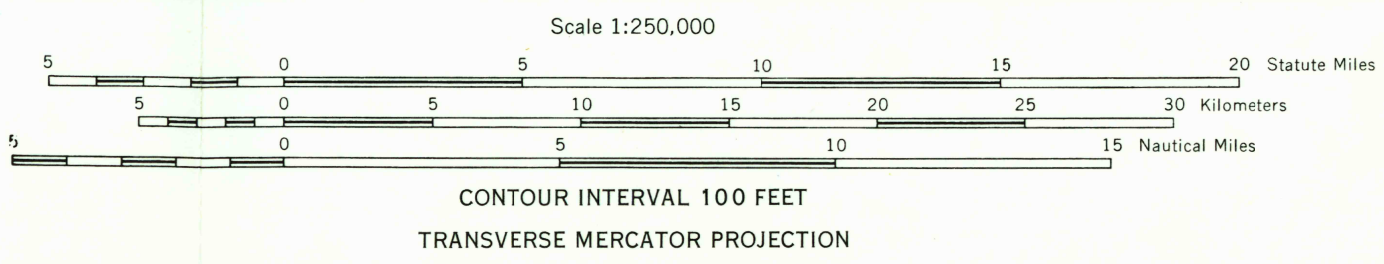 Scale 1:250,000
5 0 5 10 15 20 Statute Miles
5 0 5 10 15 20 25 30 Kilometers
5 0 5 10 15 Nautical Miles
CONTOUR INTERVAL 100 FEET
TRANSVERSE MERCATOR PROJECTION